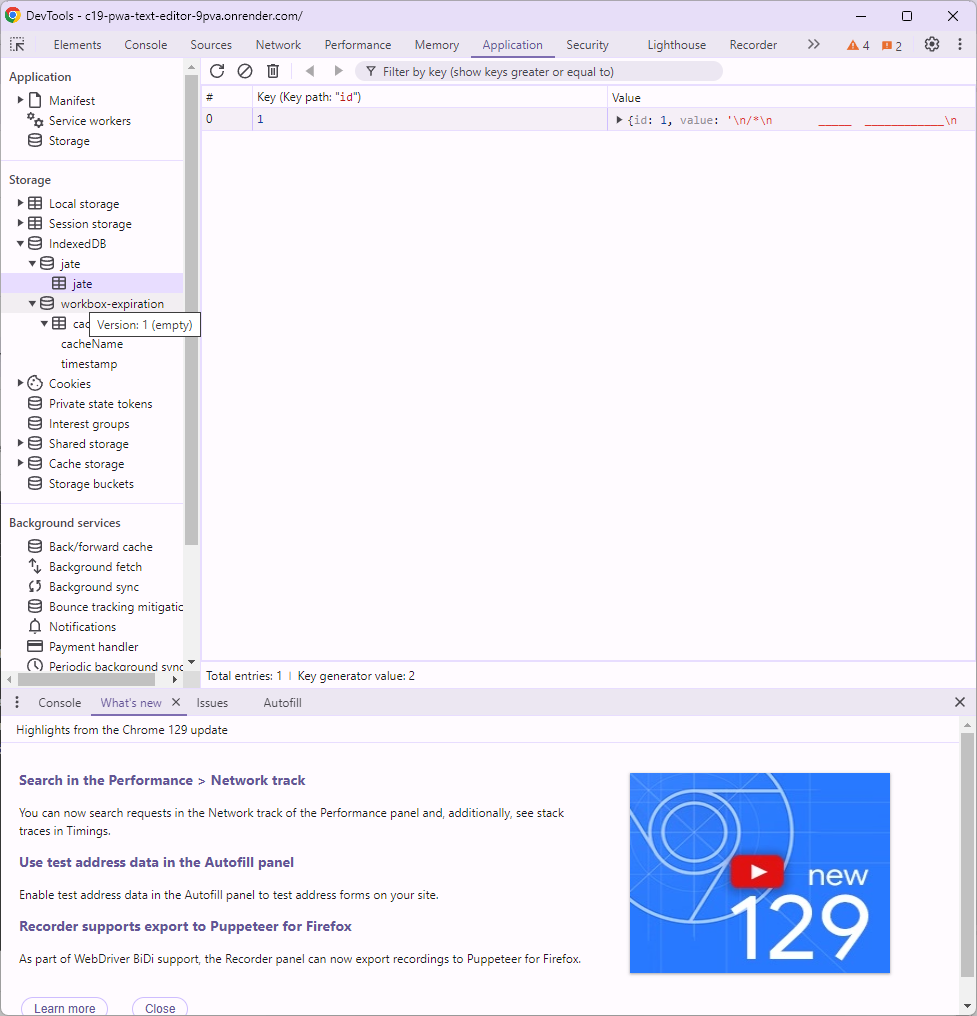 DevTools - c19-pwa-text-editor-9pva.onrender.com/
Elements Console Sources Network Performance Memory Application Security Lighthouse Recorder 4 2
Application
Manifest
Service workers
Storage
Storage
Local storage
Session storage
IndexedDB
jate
jate
workbox-expiration
cac
Version: 1 (empty)
cacheName
timestamp
Cookies
Private state tokens
Interest groups
Shared storage
Cache storage
Storage buckets
Background services
Back/forward cache
Background fetch
Background sync
Bounce tracking mitigatic
Notifications
Payment handler
Periodic background sync
Filter by key (show keys greater or equal to)
# Key (Key path: "id") Value
0 1 {id: 1, value: '\n/*\n _____ ____________\n
Total entries: 1 Key generator value: 2
Console What's new Issues Autofill
Highlights from the Chrome 129 update
Search in the Performance > Network track
You can now search requests in the Network track of the Performance panel and, additionally, see stack
traces in Timings.
Use test address data in the Autofill panel
Enable test address data in the Autofill panel to test address forms on your site.
Recorder supports export to Puppeteer for Firefox
As part of WebDriver BiDi support, the Recorder panel can now export recordings to Puppeteer for Firefox.
new
129
Learn more Close